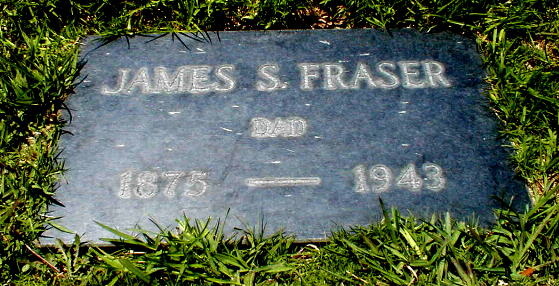 JAMES S. FRASER
DAD
1875 — 1943